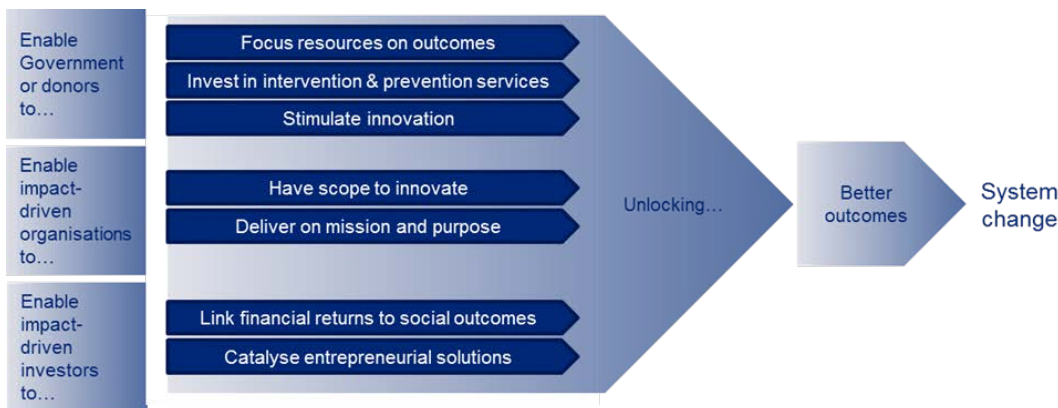 Enable
Government
or donors
to…
Focus resources on outcomes
Invest in intervention & prevention services
Stimulate innovation
Enable
impact-
driven
organisations
to…
Have scope to innovate
Deliver on mission and purpose
Enable
impact-
driven
investors
to…
Link financial returns to social outcomes
Catalyse entrepreneurial solutions
Unlocking…
Better
outcomes
System
change